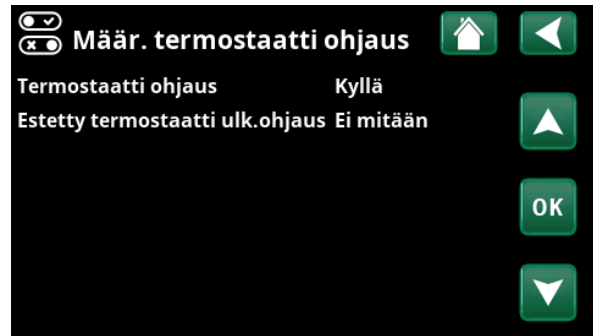 Määr. termostaatti ohjaus
Termostaatti ohjaus Kyllä
Estetty termostaatti ulk.ohjaus Ei mitään
OK